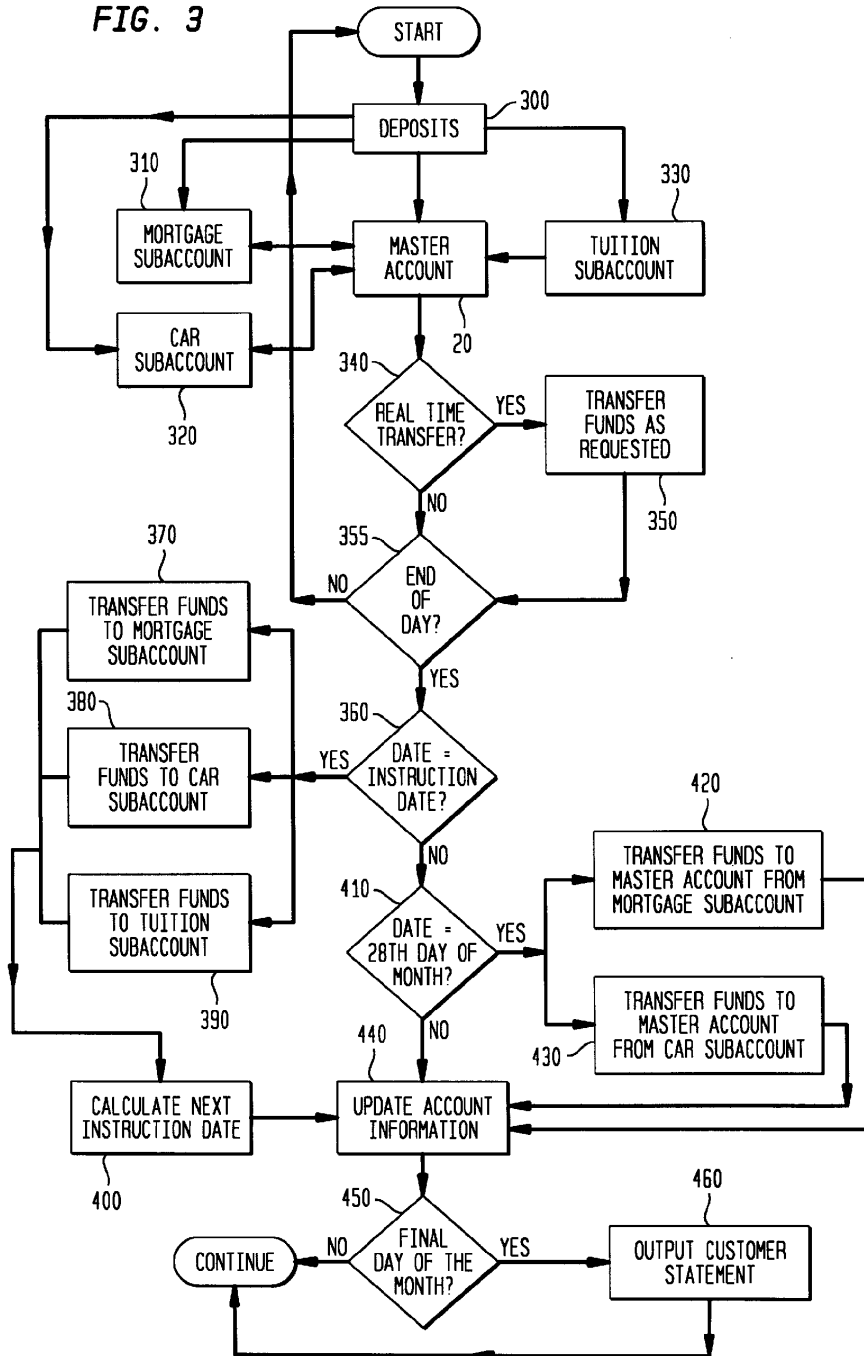 FIG. 3
START
300
DEPOSITS
310
330
MORTGAGE
SUBACCOUNT
MASTER
ACCOUNT
TUITION
SUBACCOUNT
20
CAR
SUBACCOUNT
320
340
REAL TIME
TRANSFER?
YES
TRANSFER
FUNDS AS
REQUESTED
350
NO
355
END
OF
DAY?
NO
YES
370
TRANSFER FUNDS
TO MORTGAGE
SUBACCOUNT
380
TRANSFER
FUNDS TO CAR
SUBACCOUNT
360
YES
DATE =
INSTRUCTION
DATE?
NO
TRANSFER FUNDS
TO TUITION
SUBACCOUNT
390
410
DATE =
28TH DAY OF
MONTH?
YES
NO
420
TRANSFER FUNDS TO
MASTER ACCOUNT FROM
MORTGAGE SUBACCOUNT
TRANSFER FUNDS TO
MASTER ACCOUNT
FROM CAR SUBACCOUNT
430
440
CALCULATE NEXT
INSTRUCTION DATE
400
UPDATE ACCOUNT
INFORMATION
450
FINAL
DAY OF THE
MONTH?
NO
CONTINUE
YES
460
OUTPUT CUSTOMER
STATEMENT